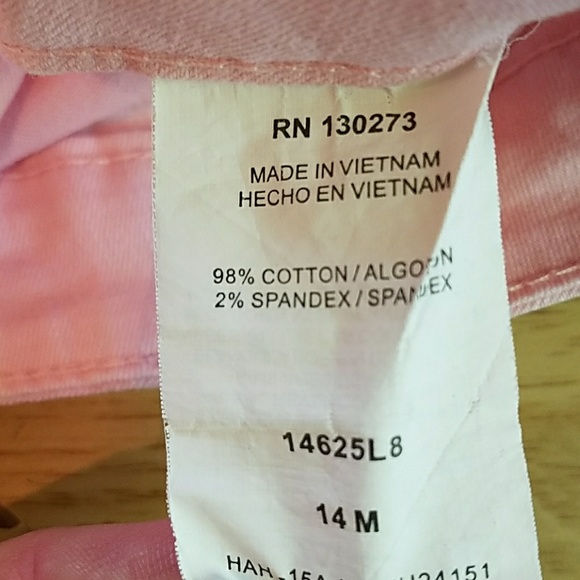 RN 130273
MADE IN VIETNAM
HECHO EN VIETNAM
98% COTTON / ALGODON
2% SPANDEX / SPANDEX
14625L8
14 M